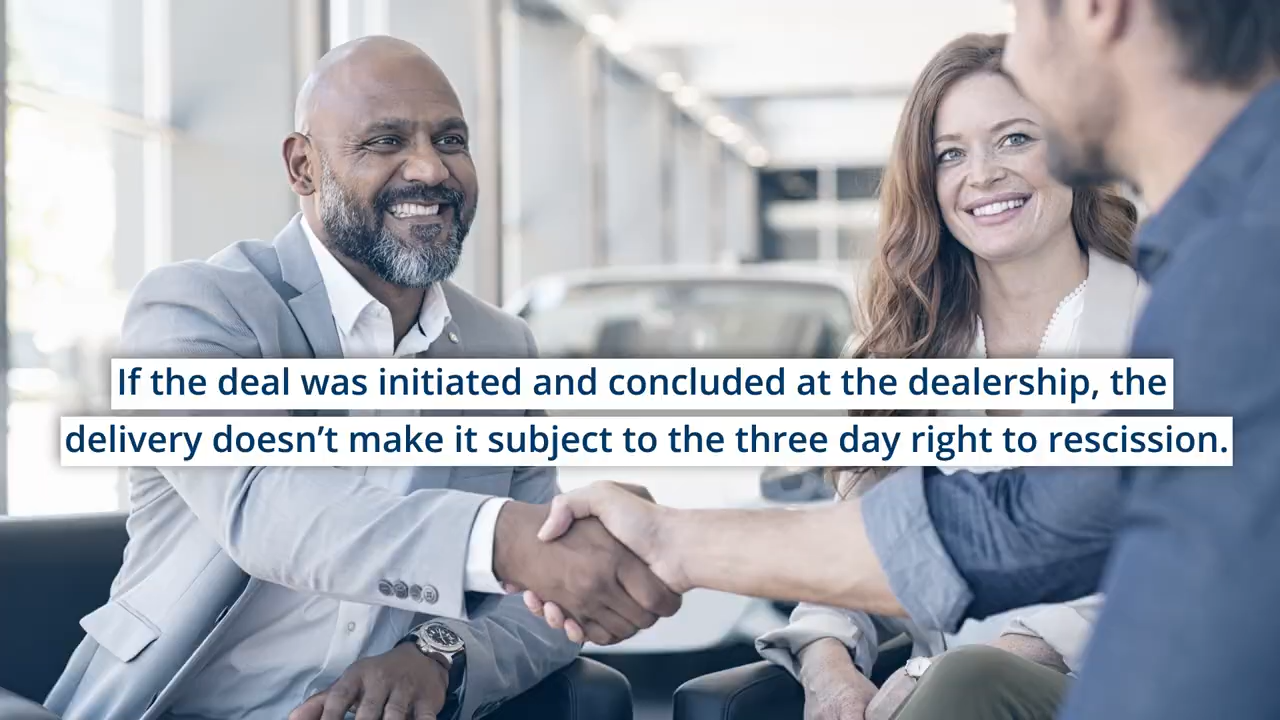 If the deal was initiated and concluded at the dealership, the
delivery doesn’t make it subject to the three day right to rescission.